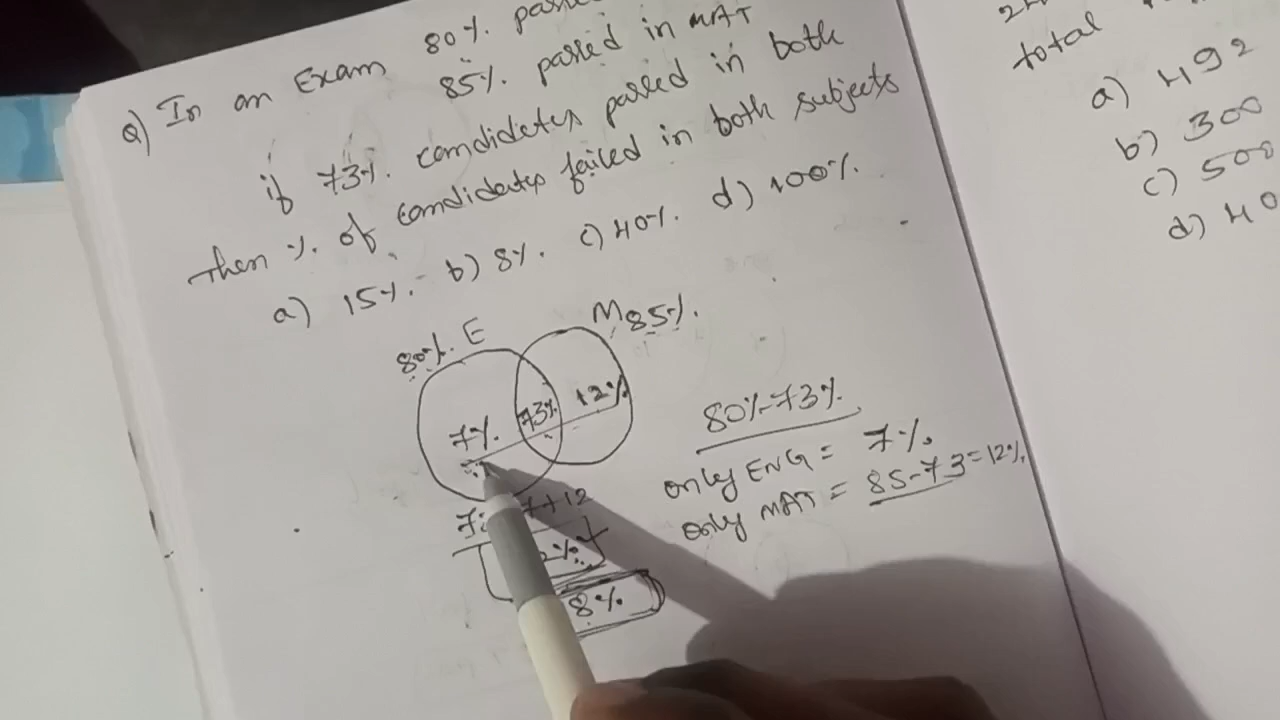 80%. passed
Q) In an Exam 85%. passed in MAT
if 73%. candidates passed in both
Then %. of candidates failed in both subjects
a) 15%. b) 8%. c) 40%. d) 100%.
80%. E M 85%.
7%. 73% 12%
80%-73%
only ENG = 7%.
only MAT = 85-73=12%
7+12
8%
total
a) 492
b) 300
c) 500